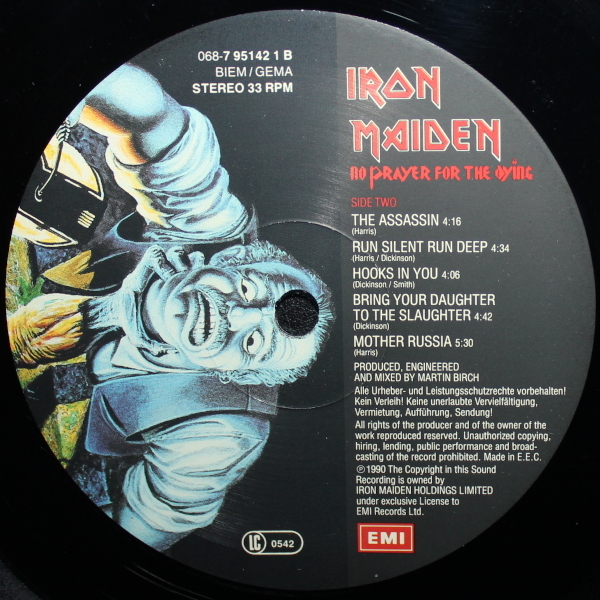 068-7 95142 1 B
BIEM / GEMA
STEREO 33 RPM
IRON
MAIDEN
NO PRAYER FOR THE DYING
SIDE TWO
THE ASSASSIN 4:16
(Harris)
RUN SILENT RUN DEEP 4:34
(Harris / Dickinson)
HOOKS IN YOU 4:06
(Dickinson / Smith)
BRING YOUR DAUGHTER
TO THE SLAUGHTER 4:42
(Dickinson)
MOTHER RUSSIA 5:30
(Harris)
PRODUCED, ENGINEERED
AND MIXED BY MARTIN BIRCH
Alle Urheber- und Leistungsschutzrechte vorbehalten!
Kein Verleih! Keine unerlaubte Vervielfältigung,
Vermietung, Aufführung, Sendung!
All rights of the producer and of the owner of the
work reproduced reserved. Unauthorized copying,
hiring, lending, public performance and broad-
casting of the record prohibited. Made in E.E.C.
℗ 1990 The Copyright in this Sound
Recording is owned by
IRON MAIDEN HOLDINGS LIMITED
under exclusive License to
EMI Records Ltd.
LC 0542
EMI